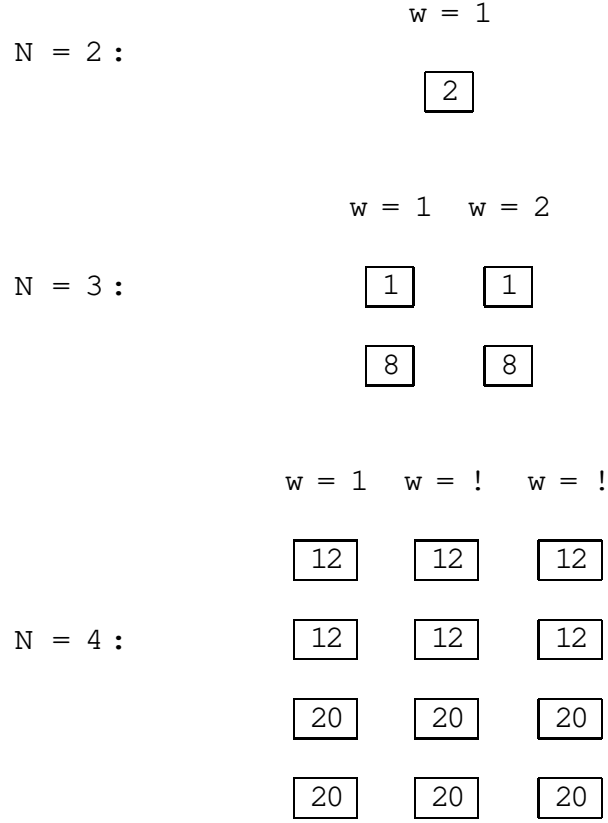 w = 1
N = 2 :
2
w = 1 w = 2
N = 3 : 1 1
8 8
w = 1 w = ! w = !
12 12 12
N = 4 : 12 12 12
20 20 20
20 20 20